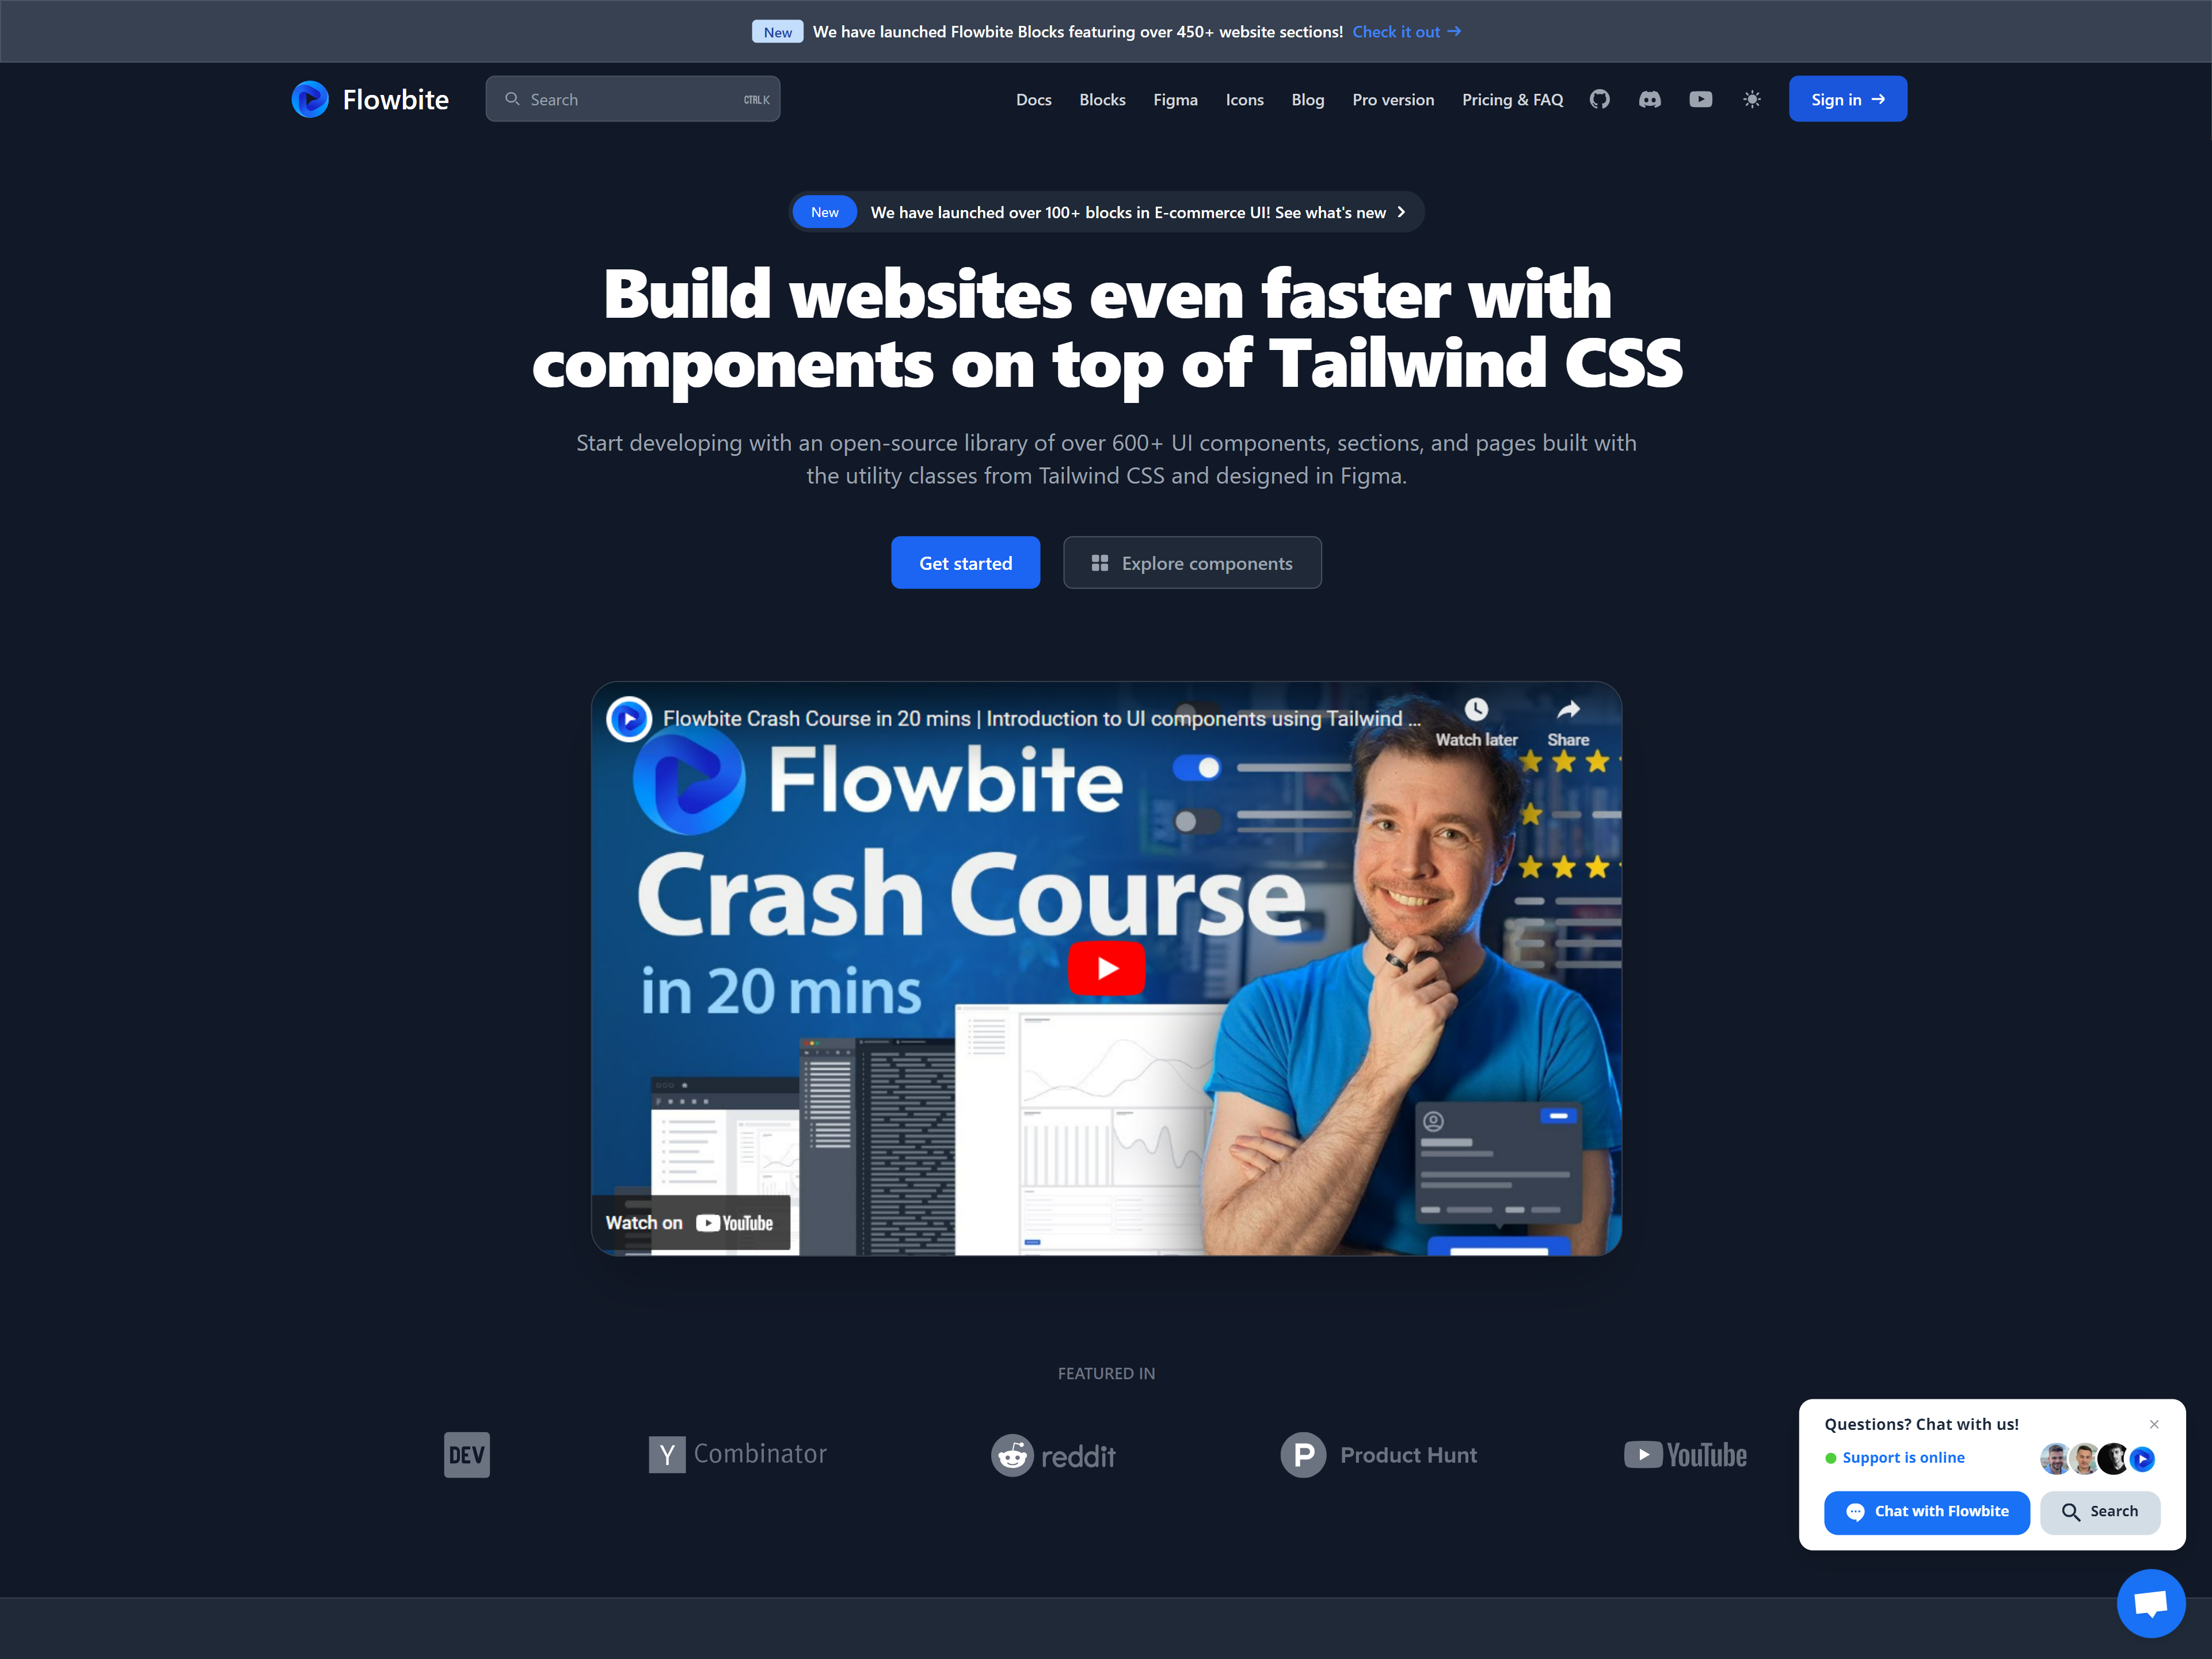 New We have launched Flowbite Blocks featuring over 450+ website sections! Check it out
Flowbite
Search CTRL K
Docs Blocks Figma Icons Blog Pro version Pricing & FAQ Sign in
New We have launched over 100+ blocks in E-commerce UI! See what's new
Build websites even faster with
components on top of Tailwind CSS
Start developing with an open-source library of over 600+ UI components, sections, and pages built with
the utility classes from Tailwind CSS and designed in Figma.
Get started Explore components
Flowbite Crash Course in 20 mins | Introduction to UI components using Tailwind ...
Watch later Share
Flowbite
Crash Course
in 20 mins
Watch on YouTube
FEATURED IN
DEV
Y Combinator
reddit
P Product Hunt
YouTube
Questions? Chat with us!
Support is online
Chat with Flowbite Search